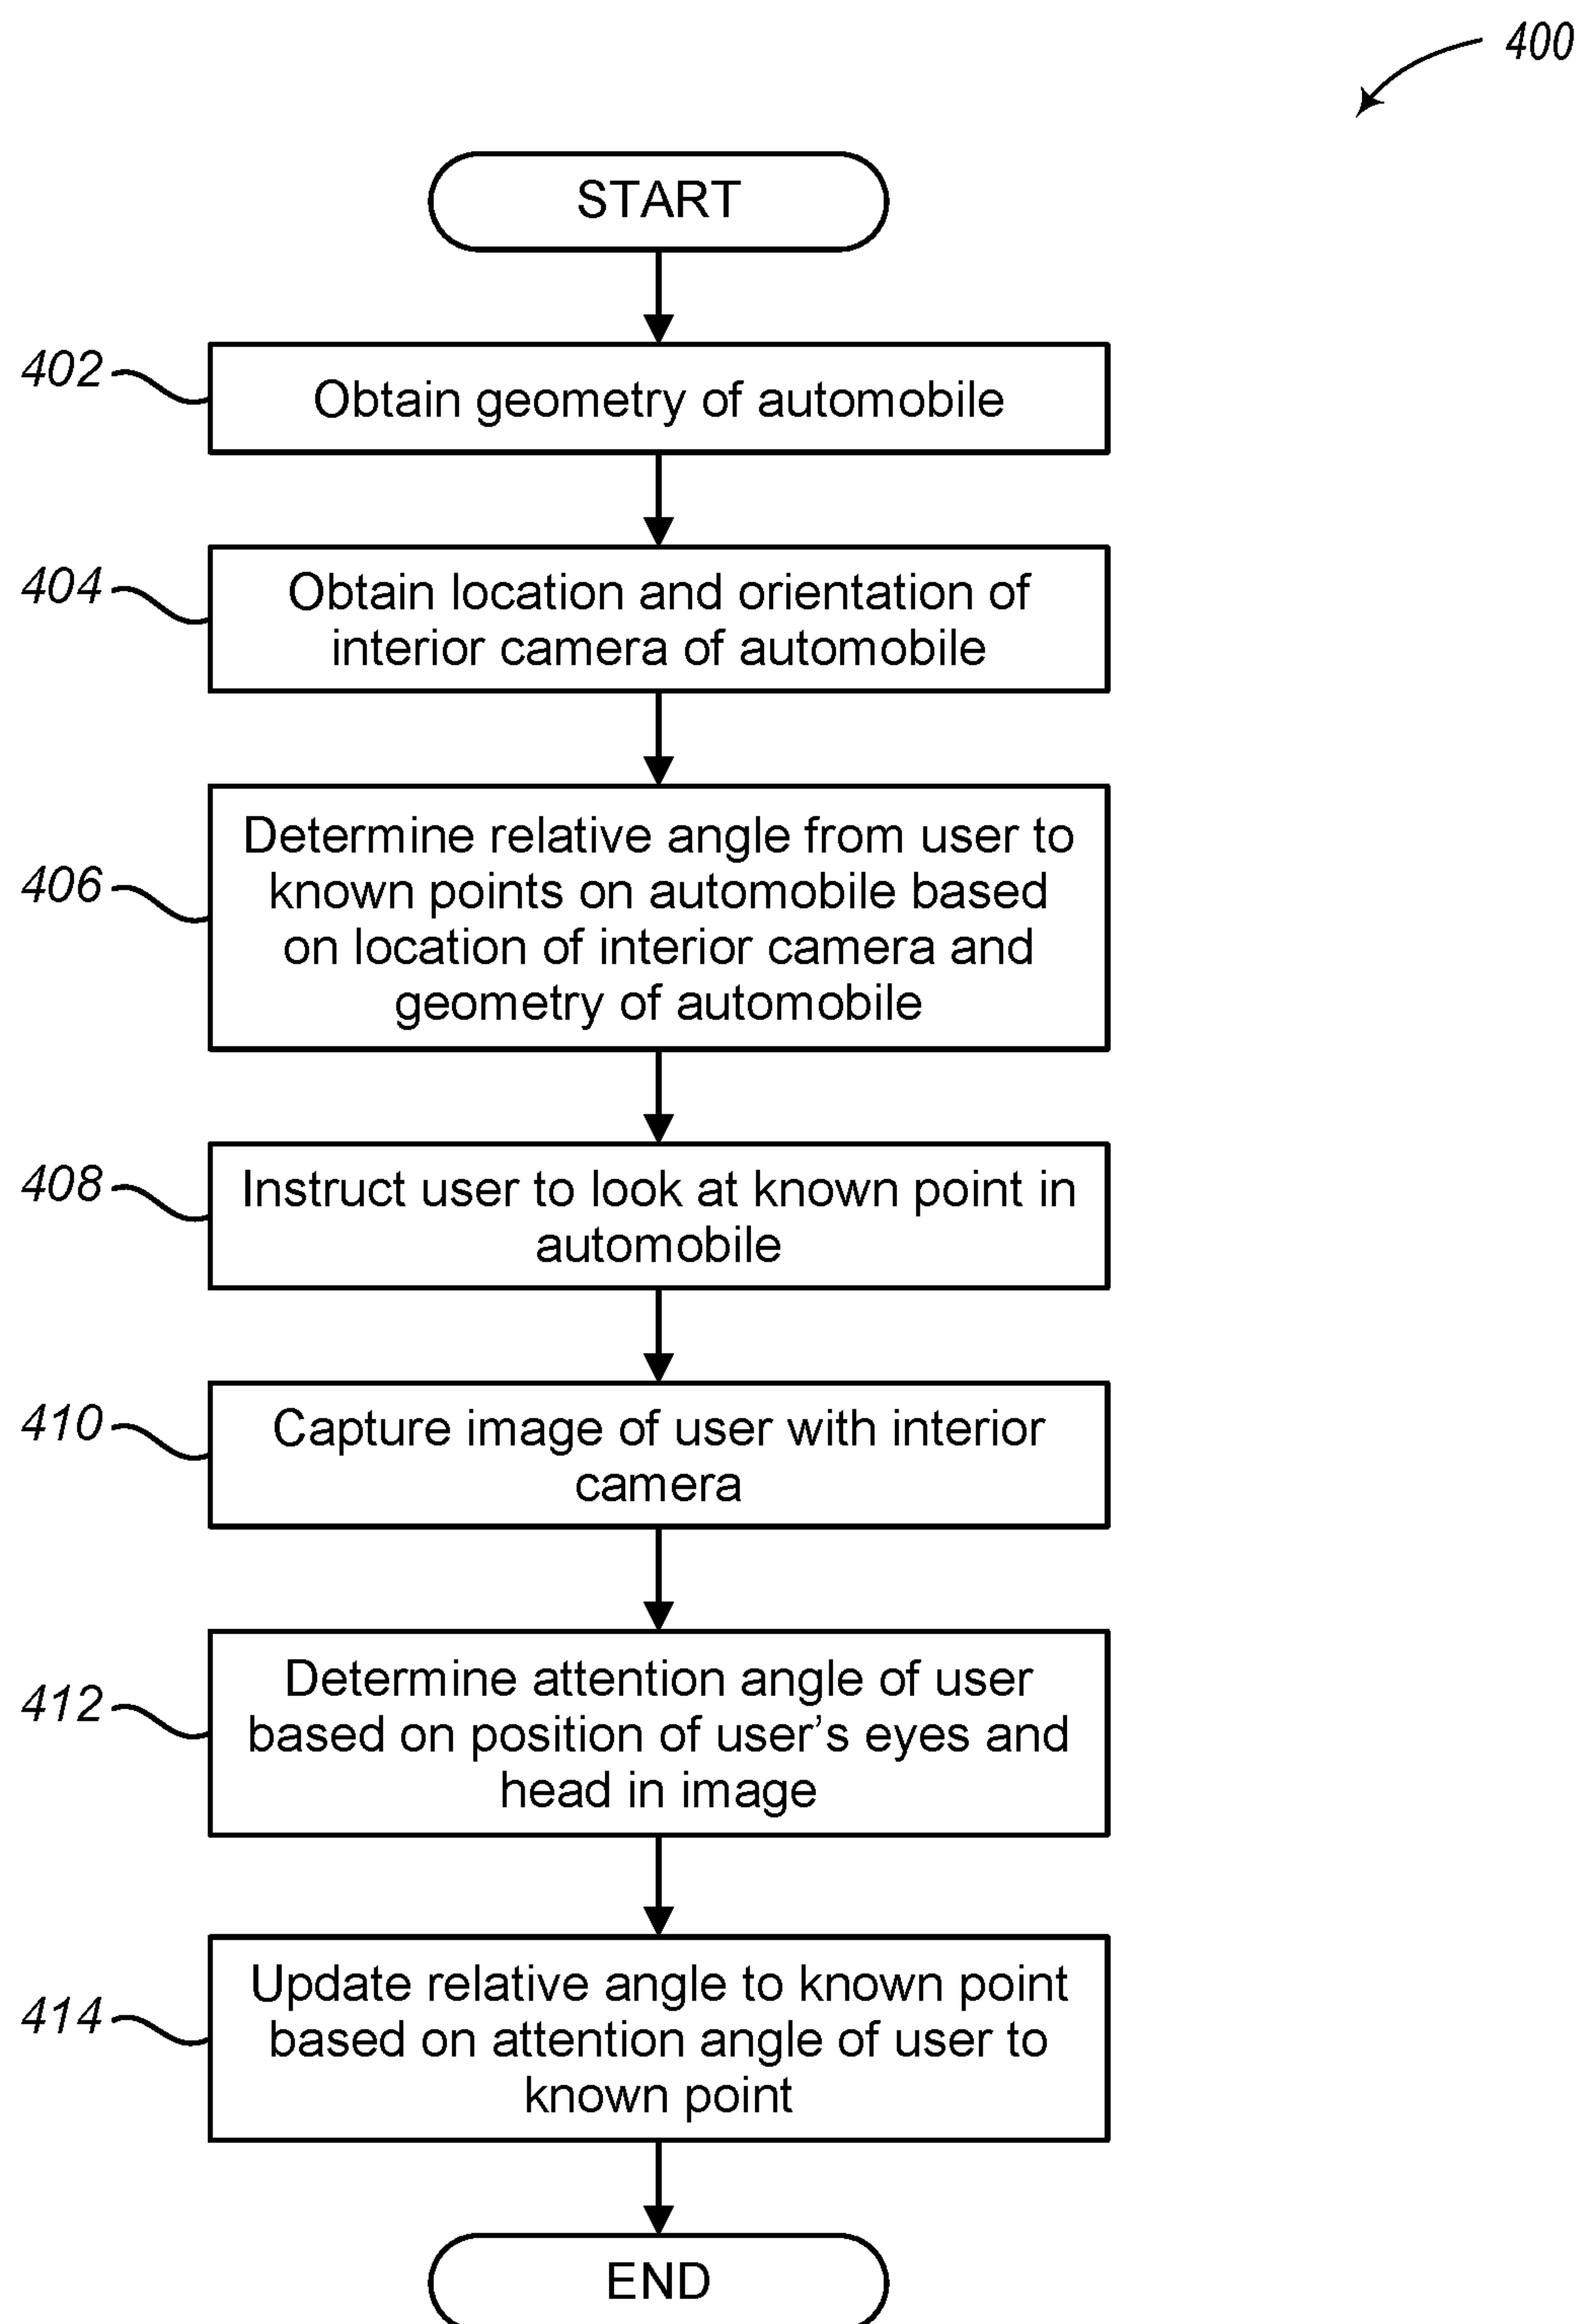 400
START
402
Obtain geometry of automobile
404
Obtain location and orientation of
interior camera of automobile
406
Determine relative angle from user to
known points on automobile based
on location of interior camera and
geometry of automobile
408
Instruct user to look at known point in
automobile
410
Capture image of user with interior
camera
412
Determine attention angle of user
based on position of user’s eyes and
head in image
414
Update relative angle to known point
based on attention angle of user to
known point
END